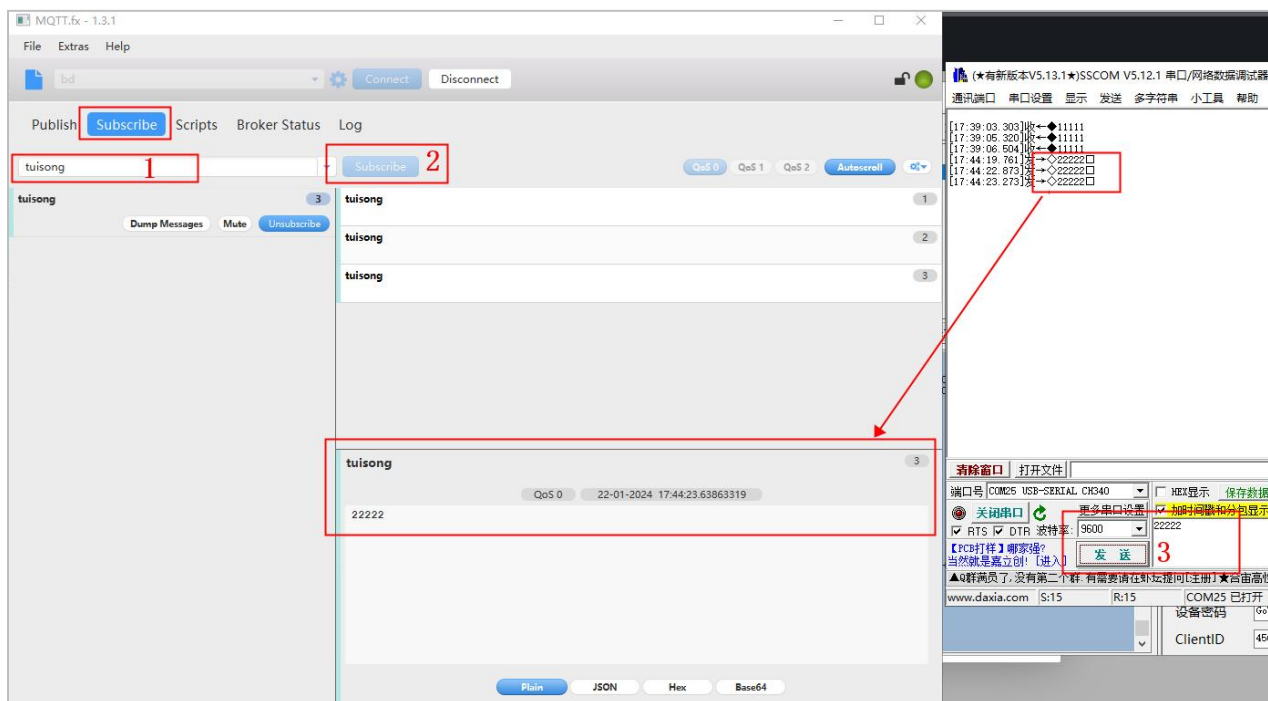 MQTT.fx - 1.3.1
File Extras Help
bd Connect Disconnect
Publish Subscribe Scripts Broker Status Log
tuisong 1 Subscribe 2 QoS 0 QoS 1 QoS 2 Autoscroll
tuisong 3
Dump Messages Mute Unsubscribe
tuisong 1
tuisong 2
tuisong 3
tuisong 3
QoS 0 22-01-2024 17:44:23.63863319
22222
Plain JSON Hex Base64
(★有新版本V5.13.1★)SSCOM V5.12.1 串口/网络数据调试器
通讯端口 串口设置 显示 发送 多字符串 小工具 帮助
[17:39:03.303]收←◆11111
[17:39:05.320]收←◆11111
[17:39:06.504]收←◆11111
[17:44:19.761]发→◇22222□
[17:44:22.873]发→◇22222□
[17:44:23.273]发→◇22222□
清除窗口 打开文件
端口号 COM25 USB-SERIAL CH340 HEX显示 保存数据
关闭串口 更多串口设置 加时间戳和分包显示
RTS DTR 波特率: 9600 22222
【PCB打样】哪家强?
当然就是嘉立创!【进入】 发 送 3
▲Q群满员了,没有第二个群.有需要请在虾坛提问[注册]
www.daxia.com S:15 R:15 COM25 已打开
设备密码
ClientID